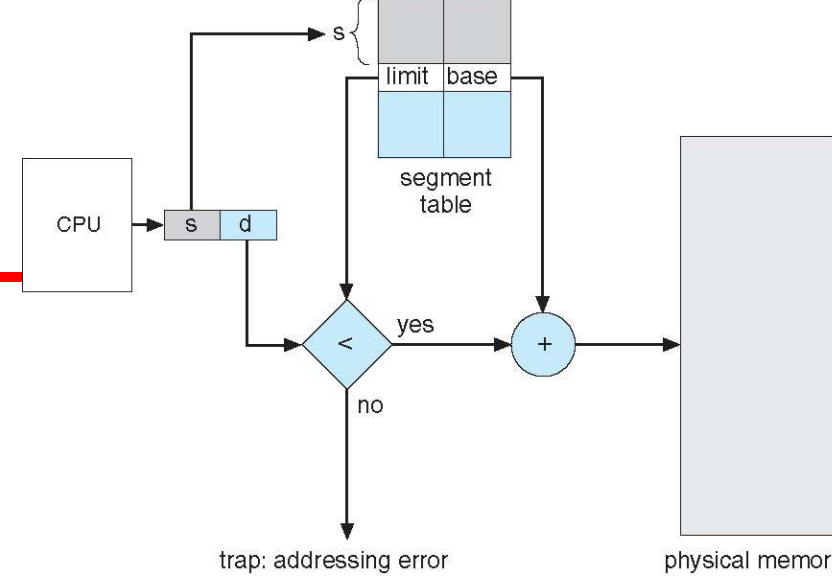 s
limit base
segment
table
CPU
s d
<
yes
+
no
trap: addressing error
physical memor